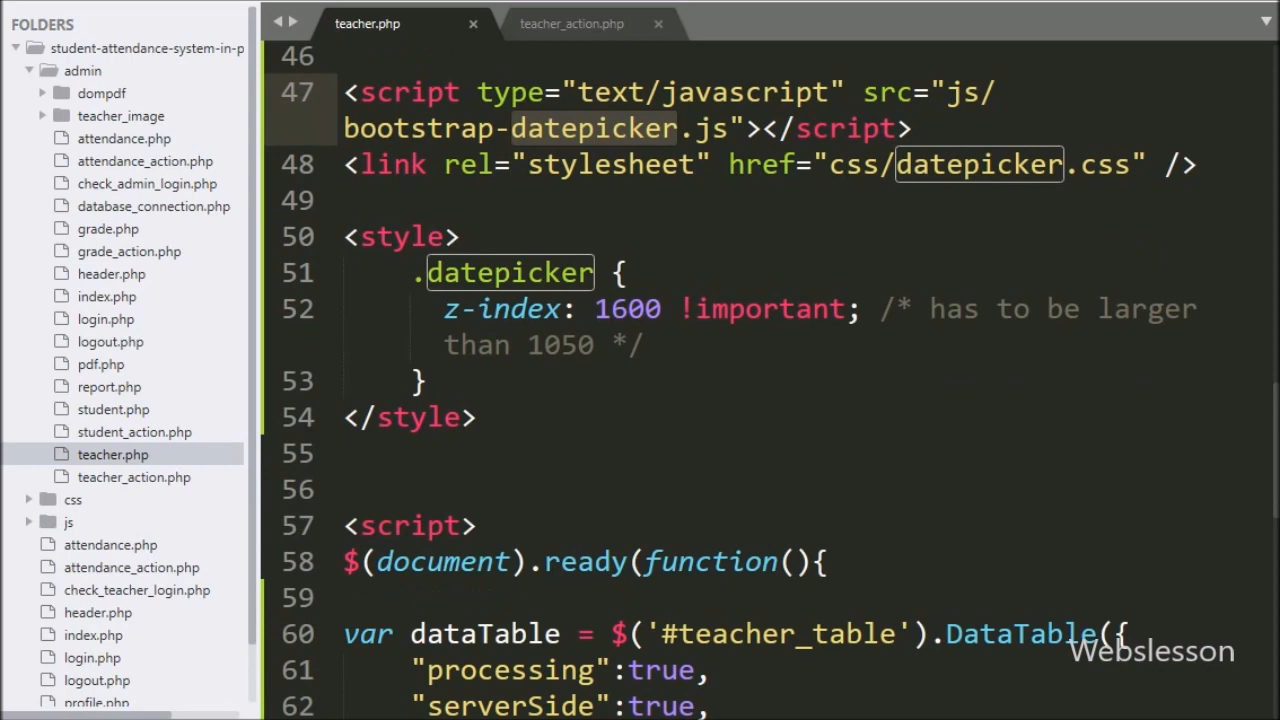 FOLDERS
student-attendance-system-in-p
admin
dompdf
teacher_image
attendance.php
attendance_action.php
check_admin_login.php
database_connection.php
grade.php
grade_action.php
header.php
index.php
login.php
logout.php
pdf.php
report.php
student.php
student_action.php
teacher.php
teacher_action.php
css
js
attendance.php
attendance_action.php
check_teacher_login.php
header.php
index.php
login.php
logout.php
profile.php
teacher.php
teacher_action.php
46
47 <script type="text/javascript" src="js/
bootstrap-datepicker.js"></script>
48 <link rel="stylesheet" href="css/datepicker.css" />
49
50 <style>
51 .datepicker {
52 z-index: 1600 !important; /* has to be larger
than 1050 */
53 }
54 </style>
55
56
57 <script>
58 $(document).ready(function(){
59
60 var dataTable = $('#teacher_table').DataTable({
61 "processing":true,
62 "serverSide":true,
Webslesson